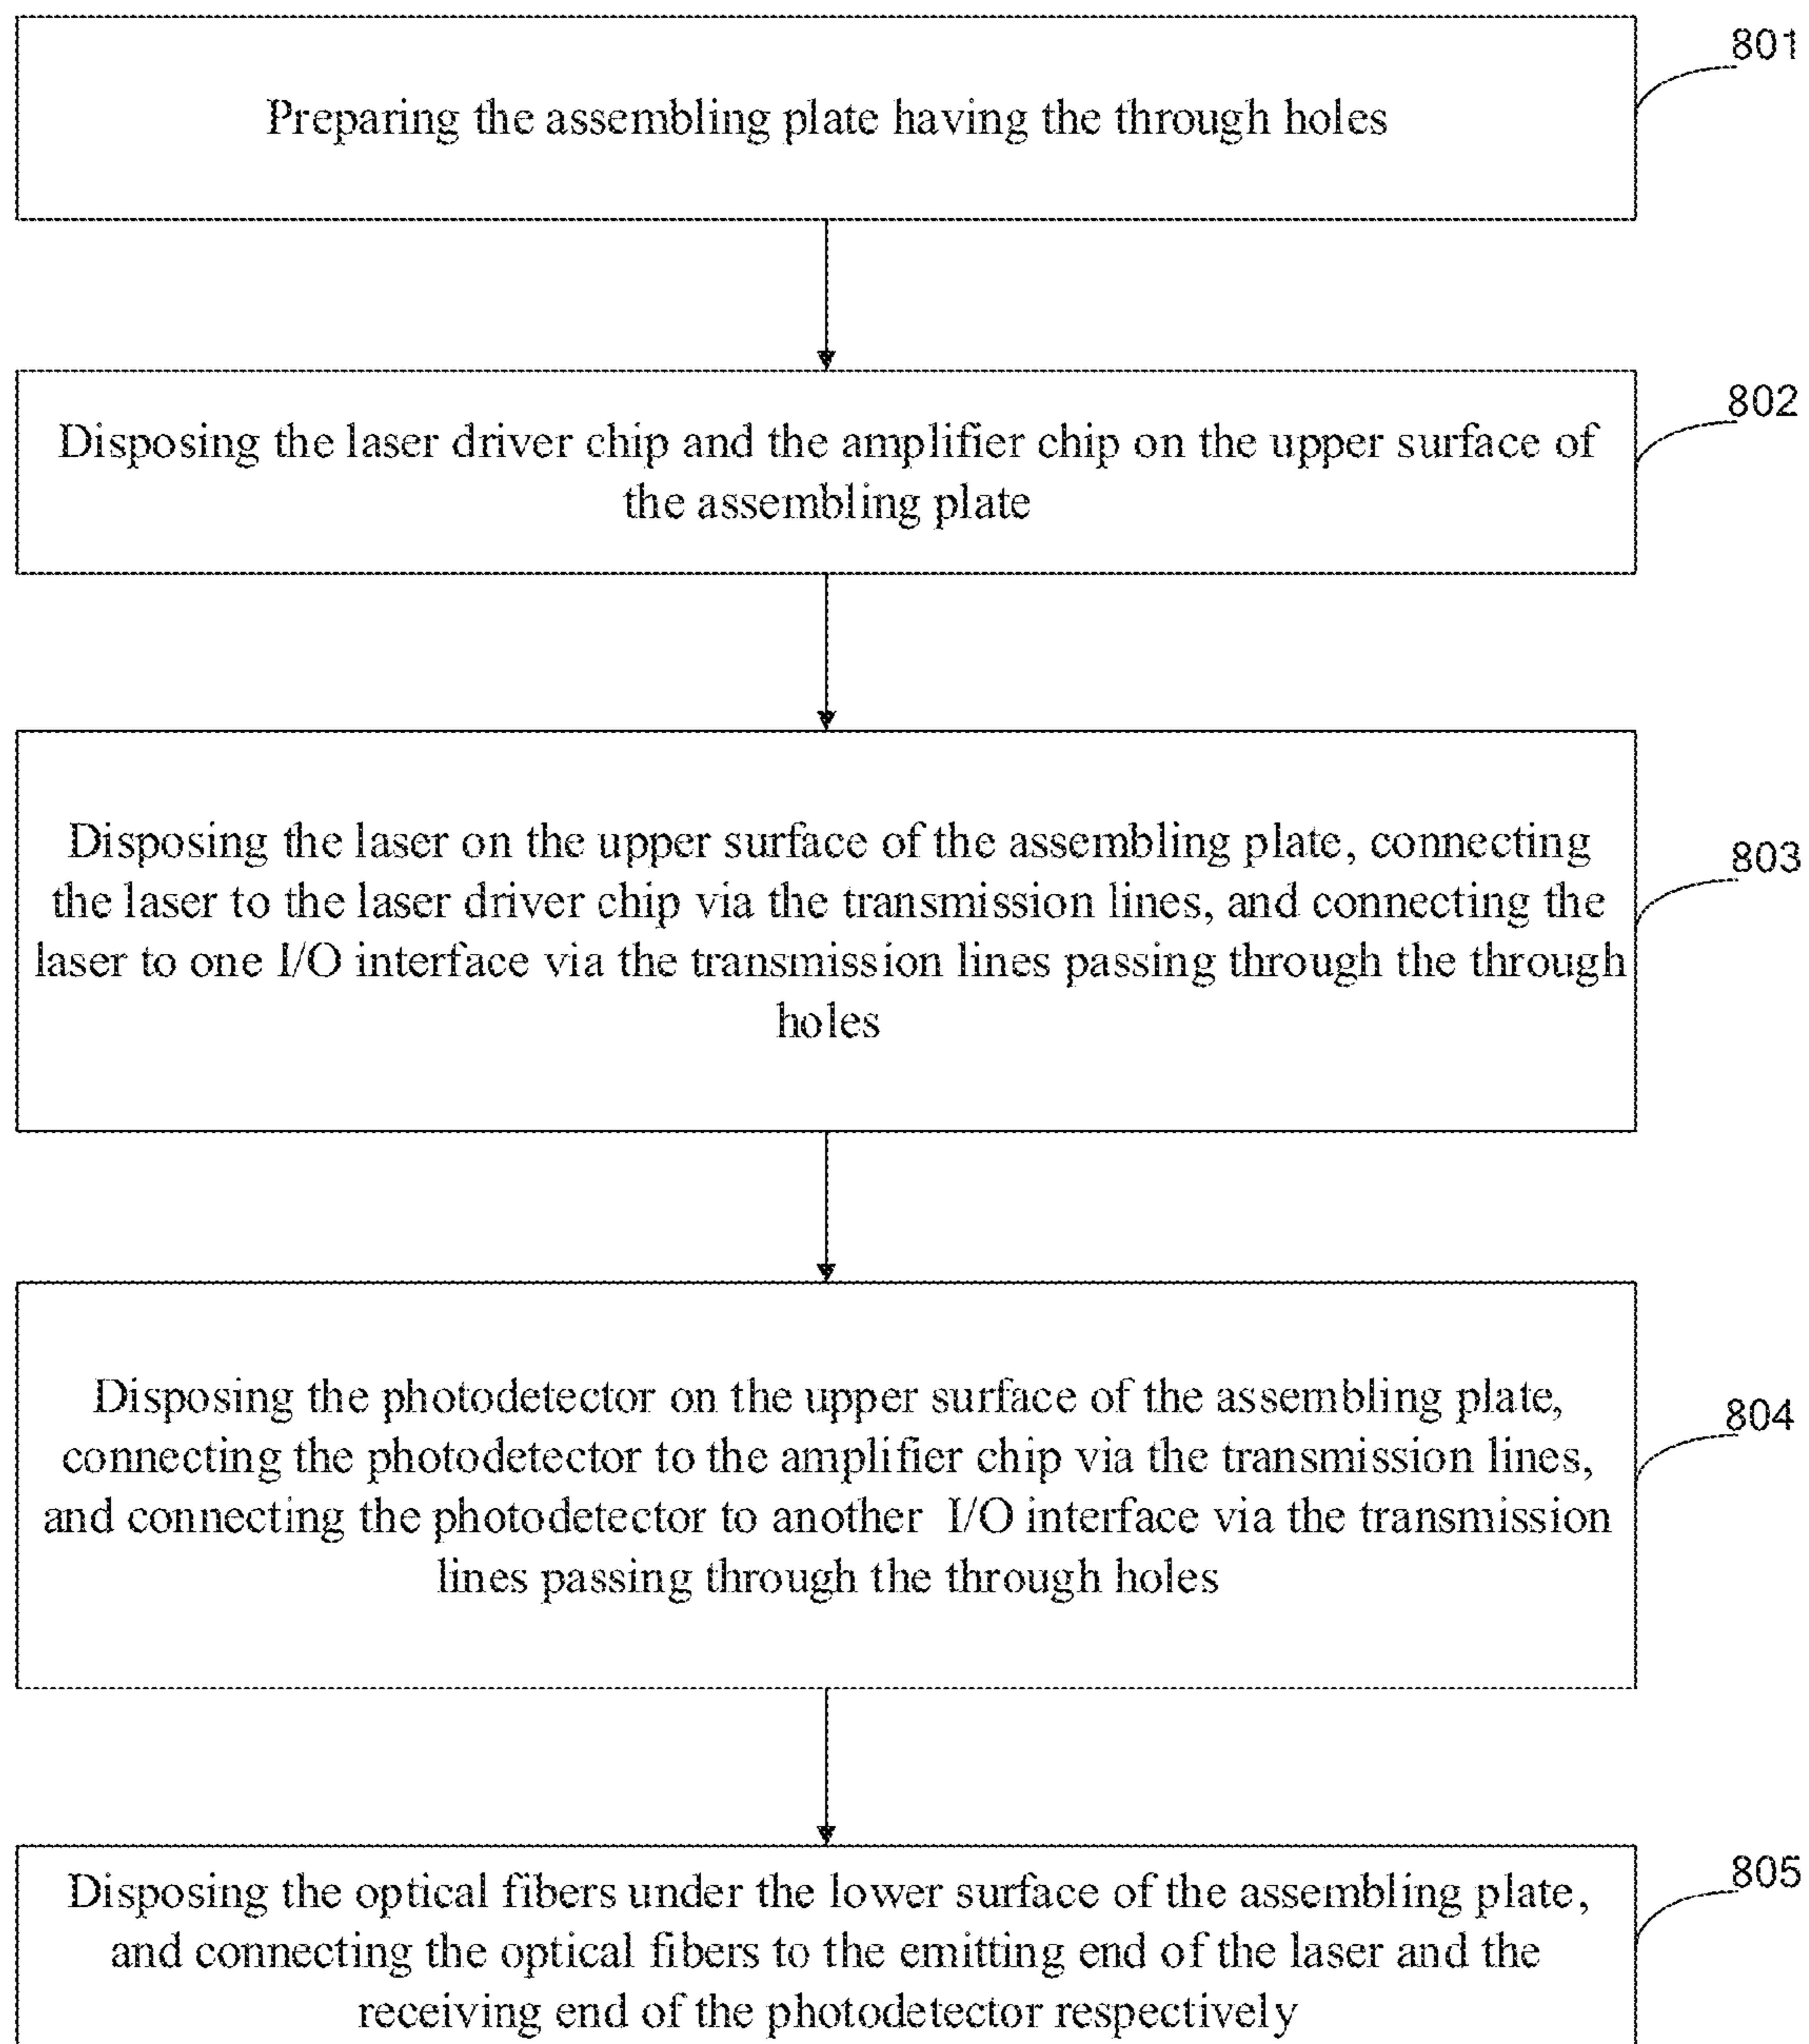 801
Preparing the assembling plate having the through holes
802
Disposing the laser driver chip and the amplifier chip on the upper surface of
the assembling plate
803
Disposing the laser on the upper surface of the assembling plate, connecting
the laser to the laser driver chip via the transmission lines, and connecting the
laser to one I/O interface via the transmission lines passing through the through
holes
804
Disposing the photodetector on the upper surface of the assembling plate,
connecting the photodetector to the amplifier chip via the transmission lines,
and connecting the photodetector to another I/O interface via the transmission
lines passing through the through holes
805
Disposing the optical fibers under the lower surface of the assembling plate,
and connecting the optical fibers to the emitting end of the laser and the
receiving end of the photodetector respectively